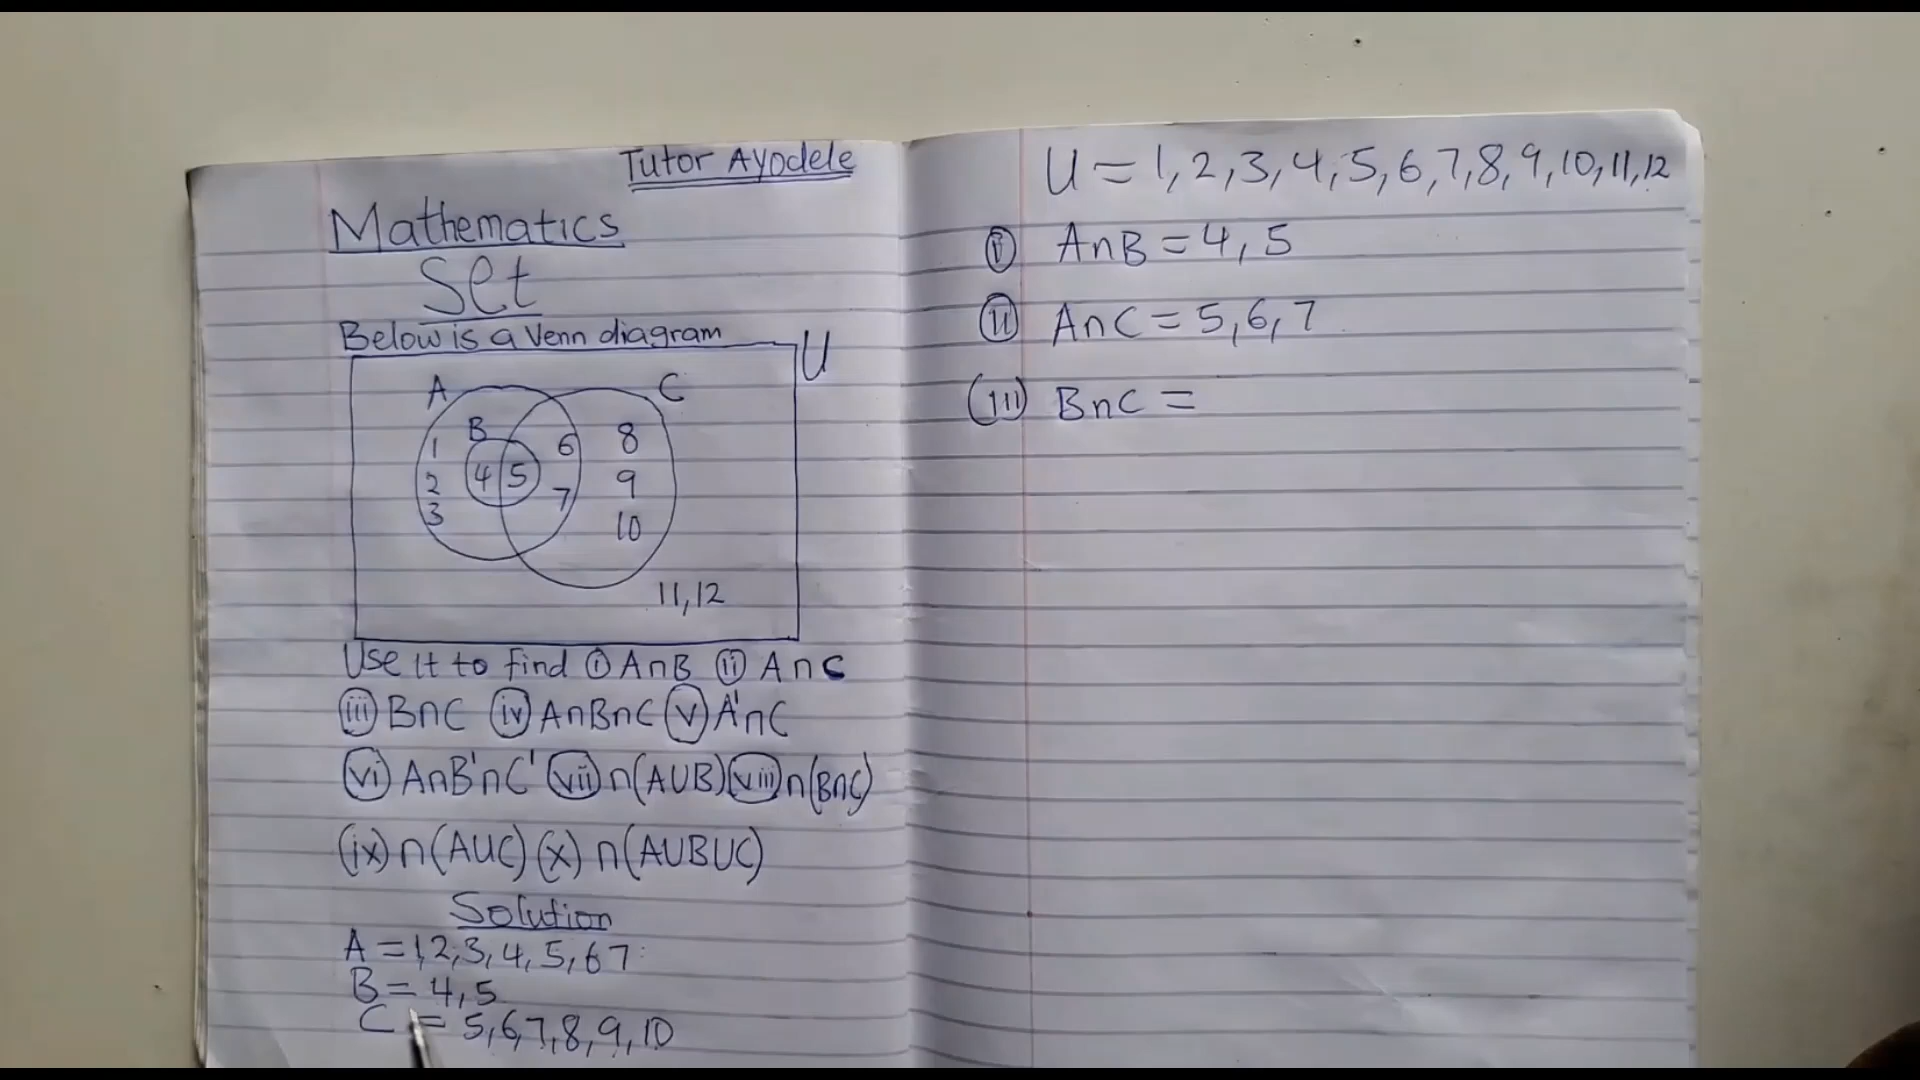 Tutor Ayodele
Mathematics
Set
Below is a Venn diagram
U
A
C
B
1
6
8
4
5
2
9
7
3
10
11,12
Use it to find (i) A∩B (ii) A∩C
(iii) B∩C (iv) A∩B∩C (v) A'∩C
(vi) A∩B'∩C' (vii) n(AUB) (viii) n(B∩C)
(ix) n(AUC) (x) n(AUBUC)
Solution
A = 1,2,3,4,5,6 7
B = 4,5
C = 5,6,7,8,9,10
U = 1,2,3,4,5,6,7,8,9,10,11,12
(i) A∩B = 4,5
(ii) A∩C = 5,6,7
(iii) B∩C =